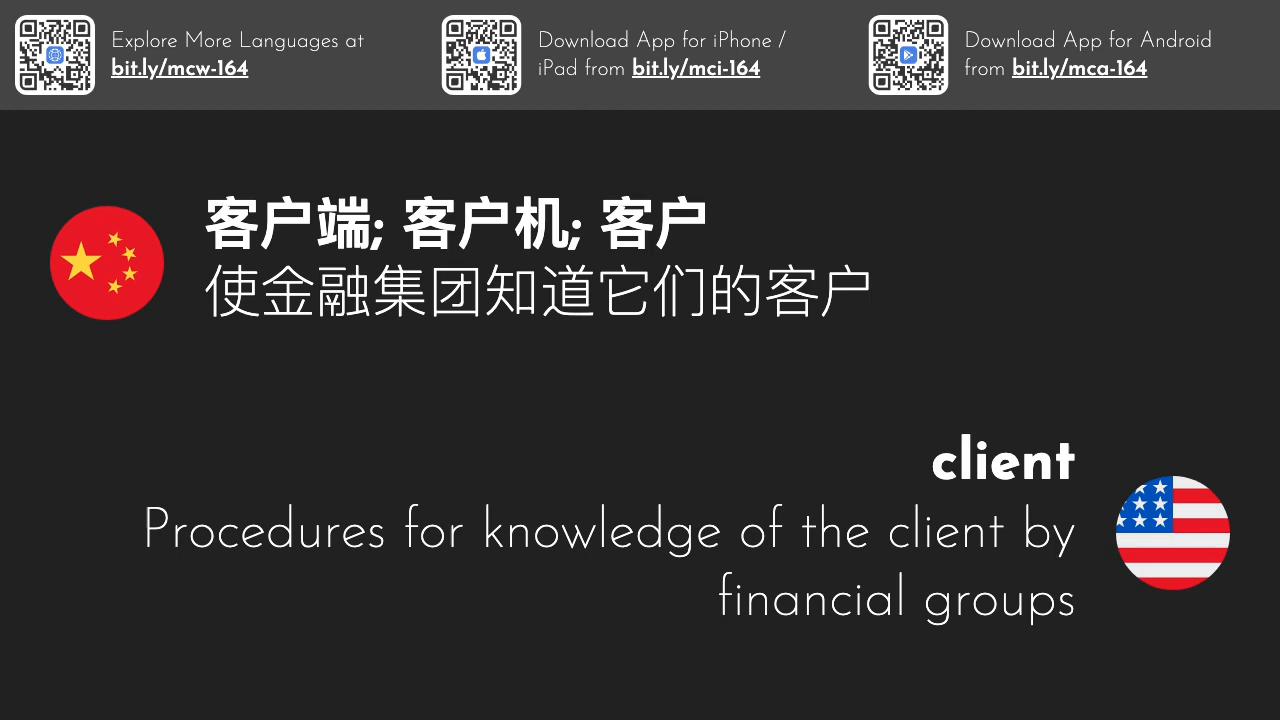 Explore More Languages at
bit.ly/mcw-164
Download App for iPhone /
iPad from bit.ly/mci-164
Download App for Android
from bit.ly/mca-164
客户端; 客户机; 客户
使金融集团知道它们的客户
client
Procedures for knowledge of the client by
financial groups